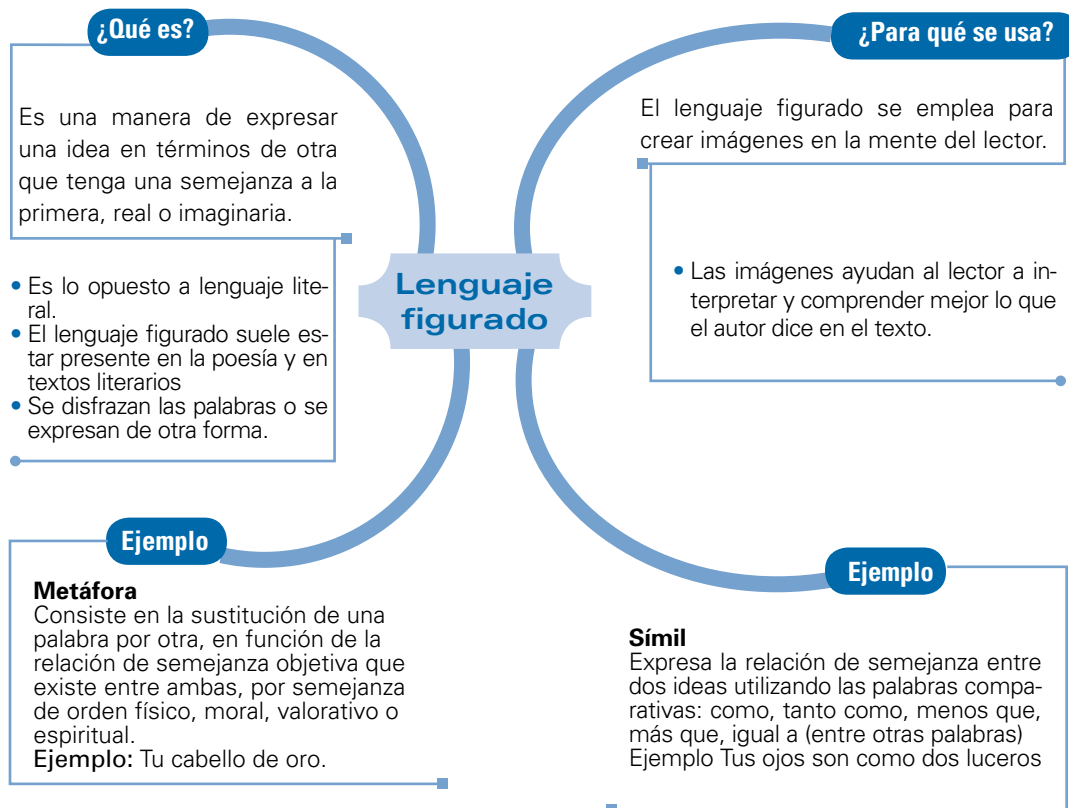 ¿Qué es?
Es una manera de expresar
una idea en términos de otra
que tenga una semejanza a la
primera, real o imaginaria.
• Es lo opuesto a lenguaje lite-
ral.
• El lenguaje figurado suele es-
tar presente en la poesía y en
textos literarios
• Se disfrazan las palabras o se
expresan de otra forma.
¿Para qué se usa?
El lenguaje figurado se emplea para
crear imágenes en la mente del lector.
• Las imágenes ayudan al lector a in-
terpretar y comprender mejor lo que
el autor dice en el texto.
Lenguaje
figurado
Ejemplo
Metáfora
Consiste en la sustitución de una
palabra por otra, en función de la
relación de semejanza objetiva que
existe entre ambas, por semejanza
de orden físico, moral, valorativo o
espiritual.
Ejemplo: Tu cabello de oro.
Ejemplo
Símil
Expresa la relación de semejanza entre
dos ideas utilizando las palabras compa-
rativas: como, tanto como, menos que,
más que, igual a (entre otras palabras)
Ejemplo Tus ojos son como dos luceros